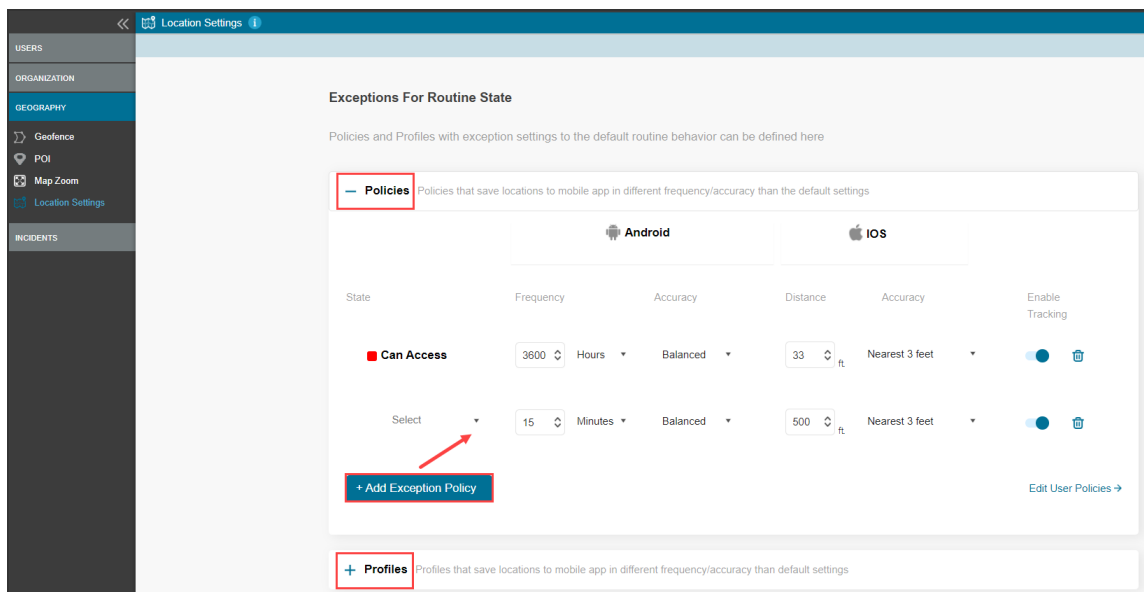 Location Settings i
USERS
ORGANIZATION
GEOGRAPHY
Geofence
POI
Map Zoom
Location Settings
INCIDENTS
Exceptions For Routine State
Policies and Profiles with exception settings to the default routine behavior can be defined here
Policies Policies that save locations to mobile app in different frequency/accuracy than the default settings
Android IOS
State Frequency Accuracy Distance Accuracy Enable
Tracking
Can Access 3600 Hours Balanced 33 ft. Nearest 3 feet
Select 15 Minutes Balanced 500 ft. Nearest 3 feet
+ Add Exception Policy Edit User Policies →
+ Profiles Profiles that save locations to mobile app in different frequency/accuracy than default settings